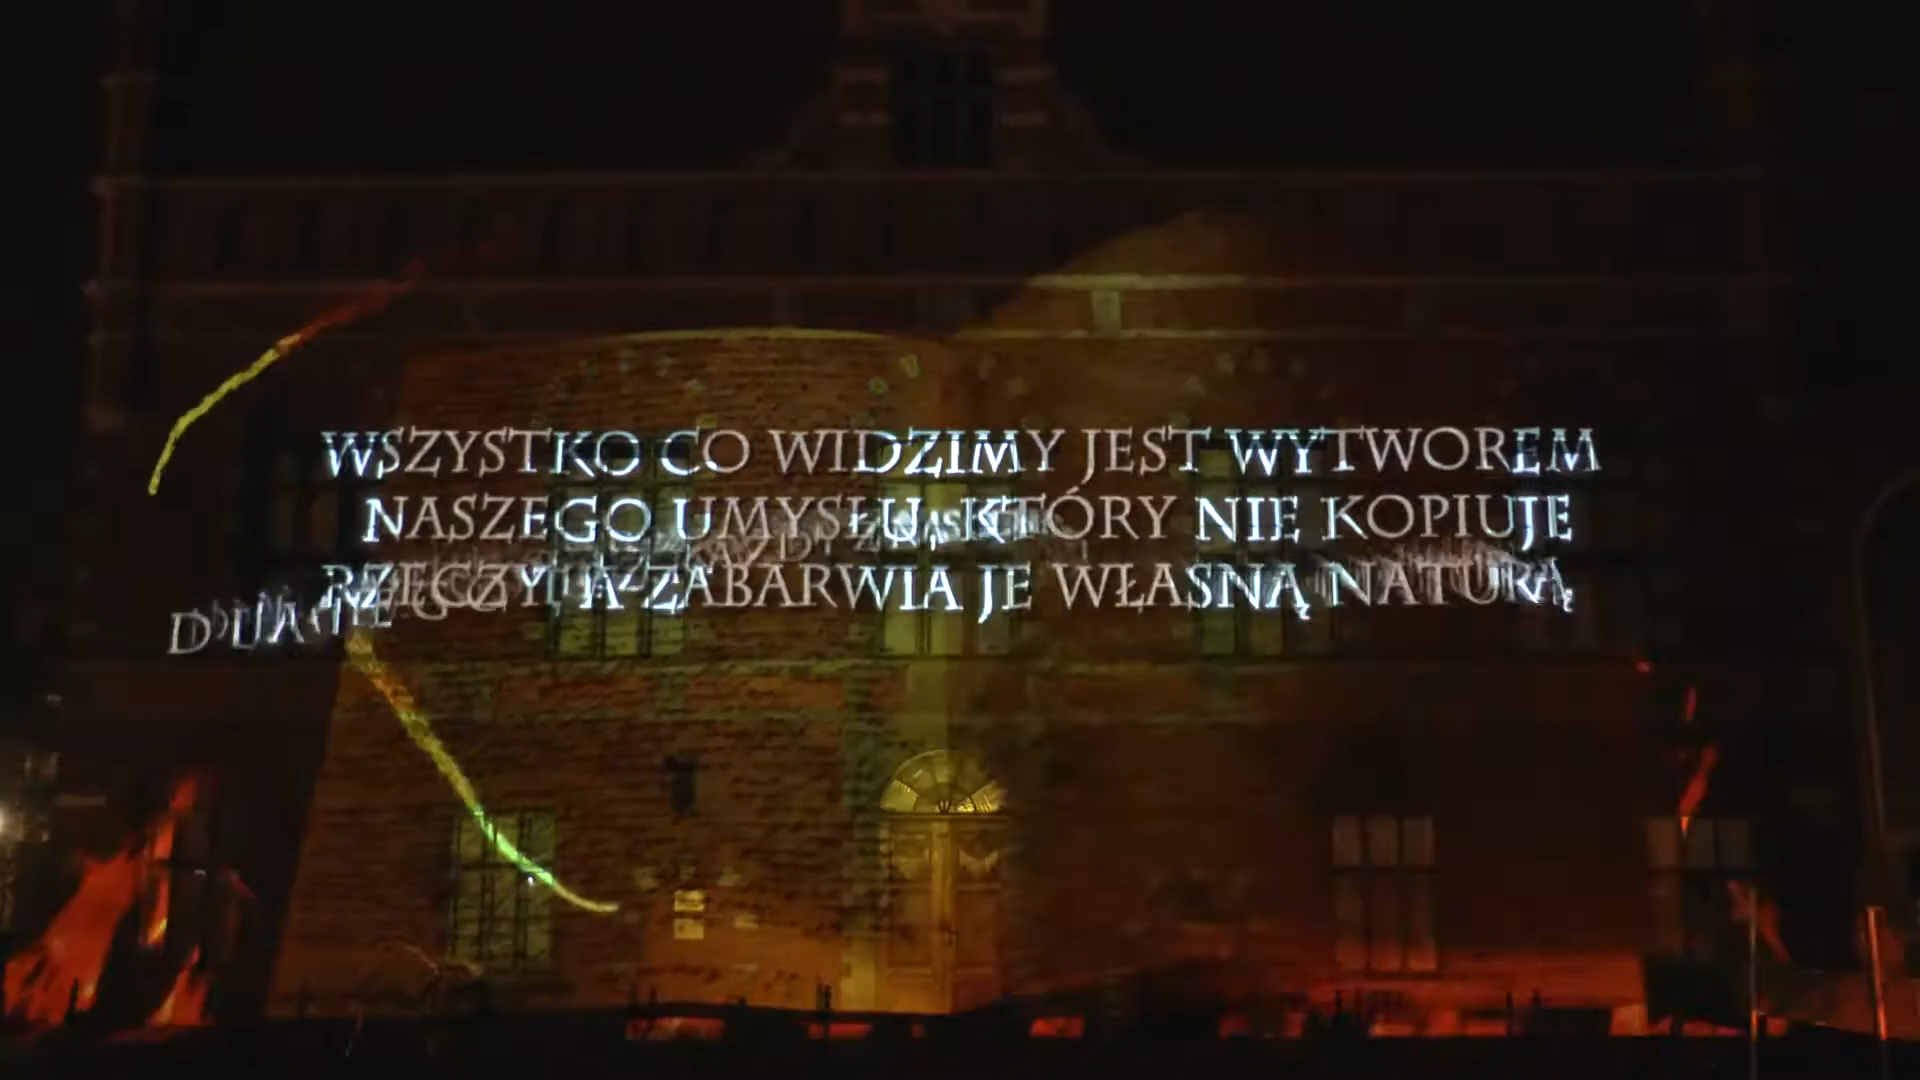 WSZYSTKO CO WIDZIMY JEST WYTWOREM
NASZEGO UMYSŁU, KTÓRY NIE KOPIUJE
RZECZY, A ZABARWIA JE WŁASNĄ NATURĄ